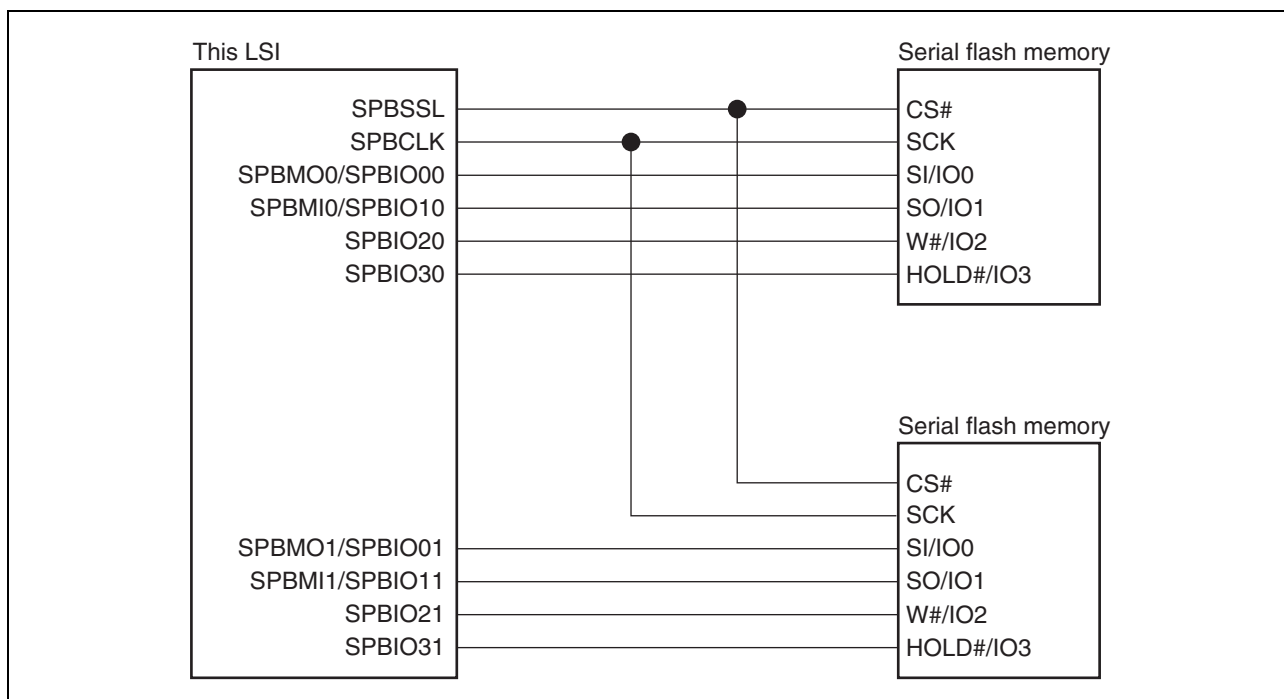 This LSI
SPBSSL
SPBCLK
SPBMO0/SPBIO00
SPBMI0/SPBIO10
SPBIO20
SPBIO30
SPBMO1/SPBIO01
SPBMI1/SPBIO11
SPBIO21
SPBIO31
Serial flash memory
CS#
SCK
SI/IO0
SO/IO1
W#/IO2
HOLD#/IO3
Serial flash memory
CS#
SCK
SI/IO0
SO/IO1
W#/IO2
HOLD#/IO3